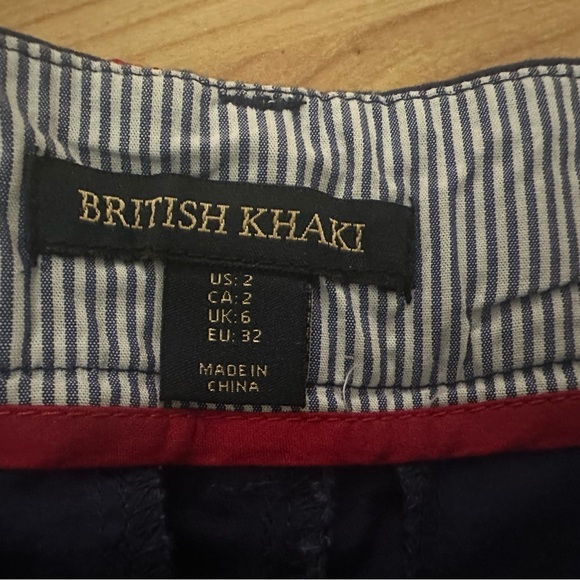 BRITISH KHAKI
US: 2
CA: 2
UK: 6
EU: 32
MADE IN
CHINA